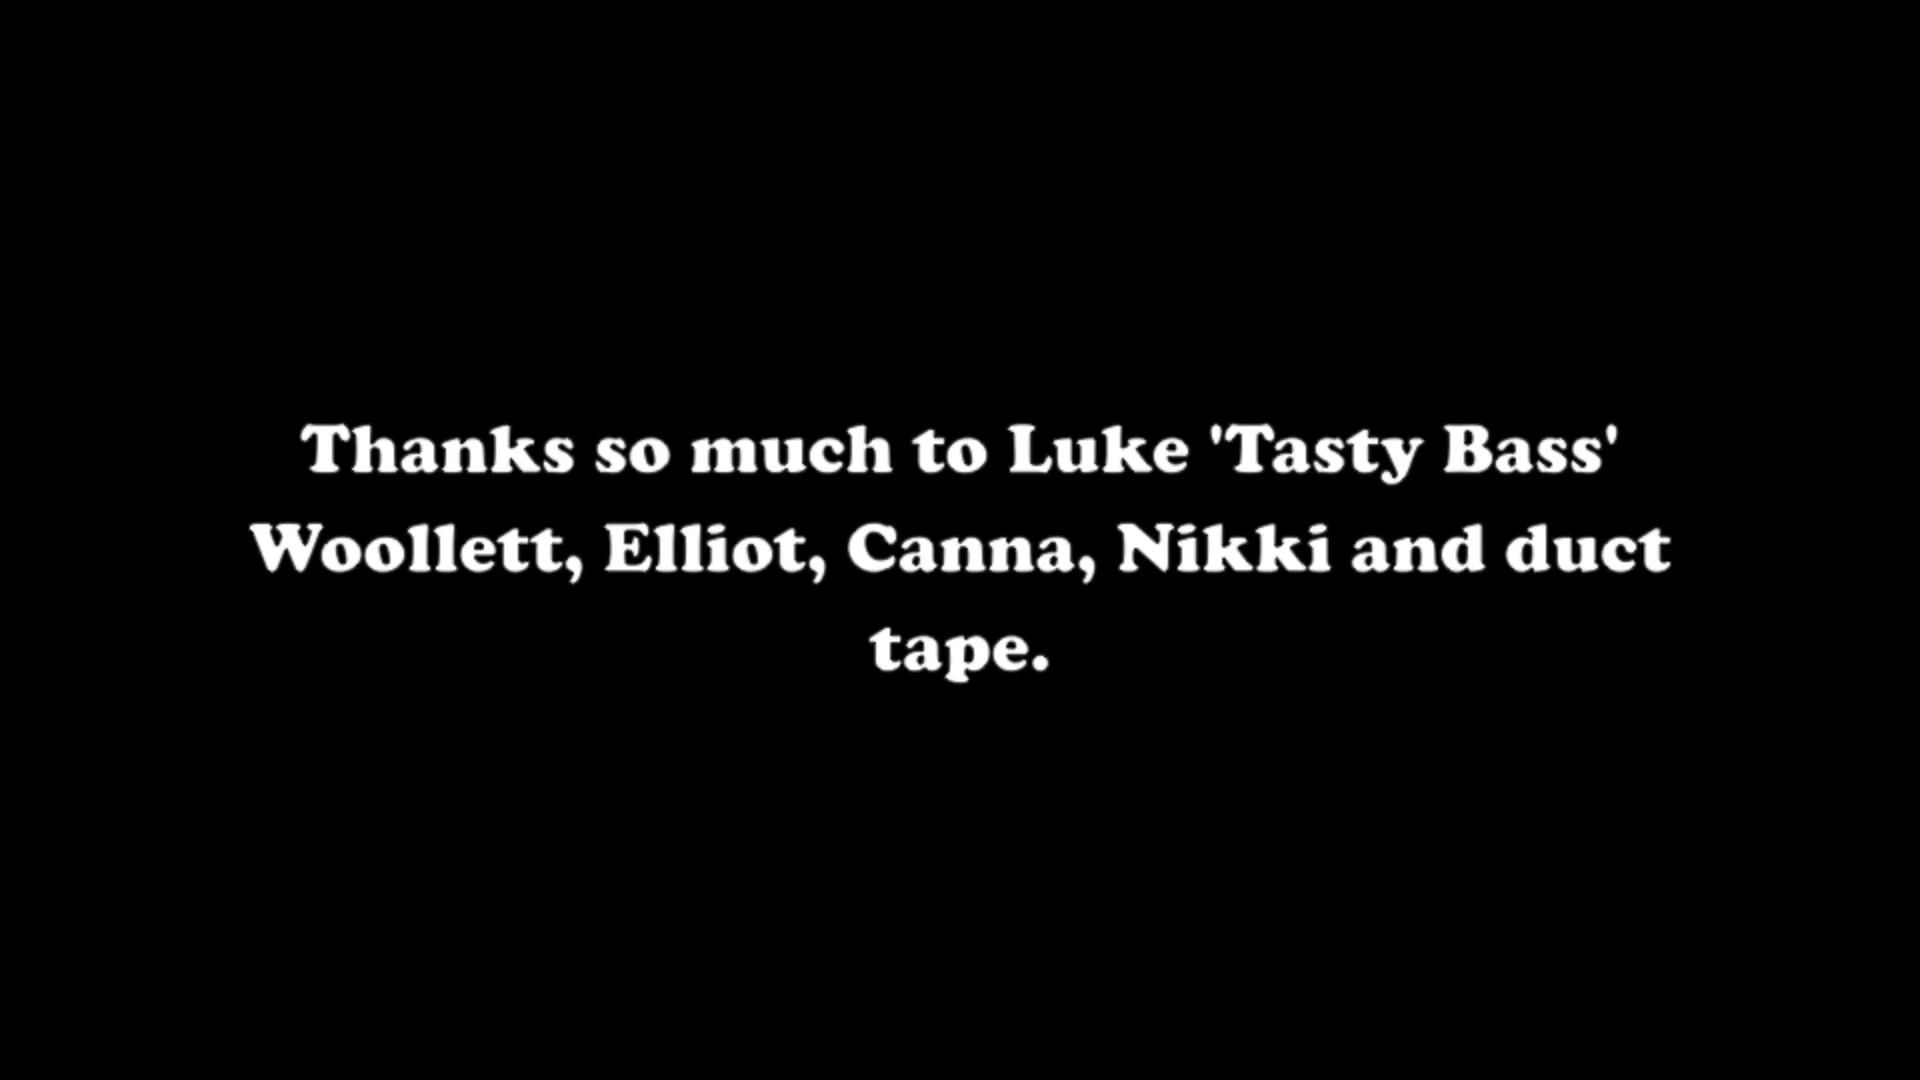 Thanks so much to Luke 'Tasty Bass'
Woollett, Elliot, Canna, Nikki and duct
tape.